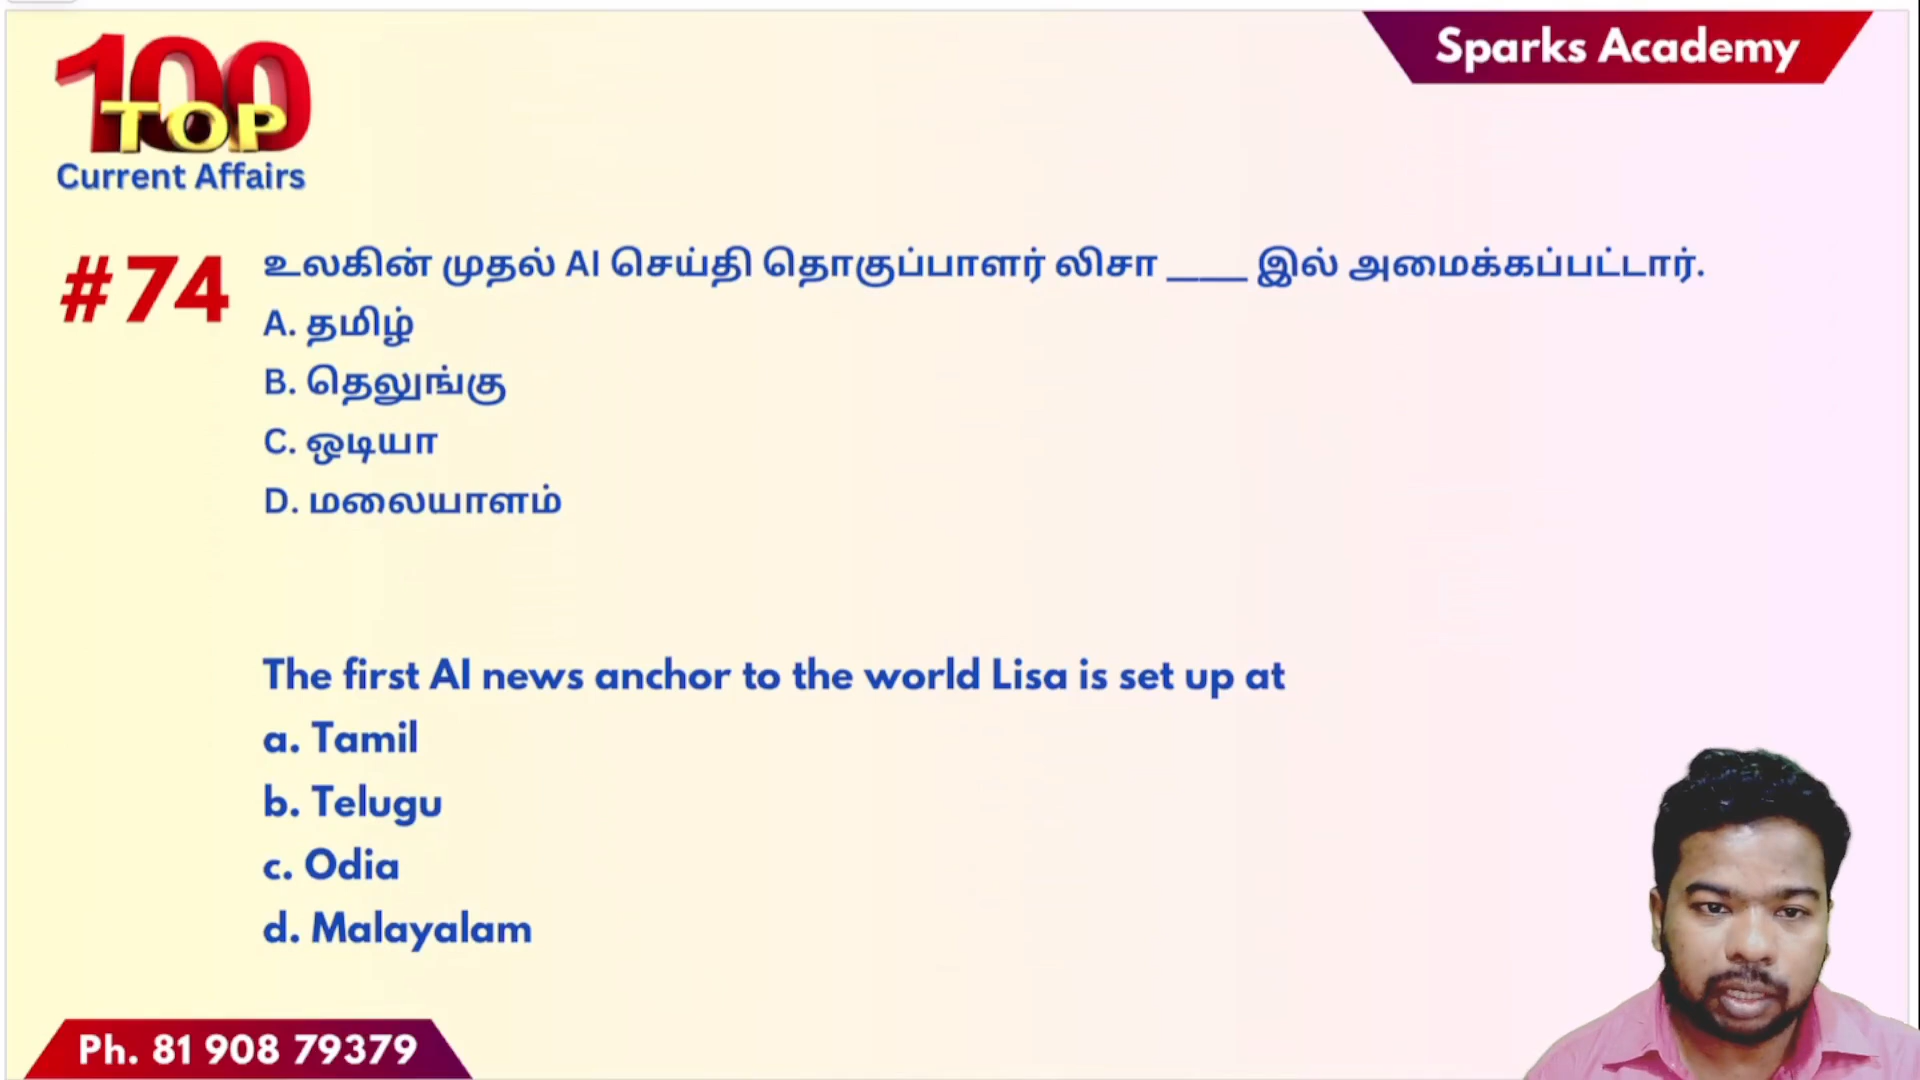 Sparks Academy
100
TOP
Current Affairs
#74
உலகின் முதல் AI செய்தி தொகுப்பாளர் லிசா ____ இல் அமைக்கப்பட்டார்.
A. தமிழ்
B. தெலுங்கு
C. ஒடியா
D. மலையாளம்
The first AI news anchor to the world Lisa is set up at
a. Tamil
b. Telugu
c. Odia
d. Malayalam
Ph. 81 908 79379